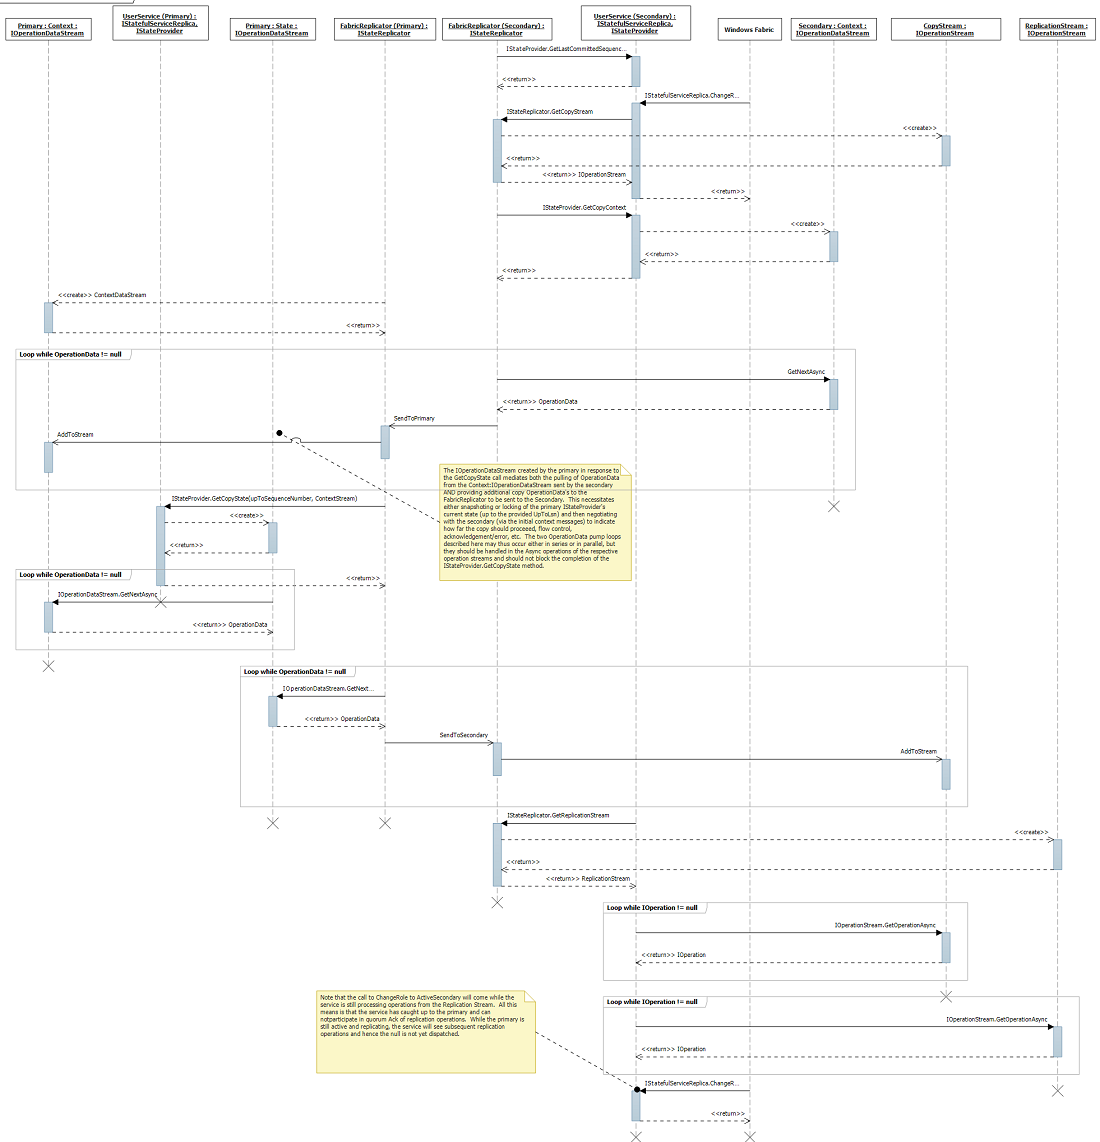 Primary : Context :
IOperationDataStream
UserService (Primary) :
IStatefulServiceReplica,
IStateProvider
Primary : State :
IOperationDataStream
FabricReplicator (Primary) :
IStateReplicator
FabricReplicator (Secondary) :
IStateReplicator
UserService (Secondary) :
IStatefulServiceReplica,
IStateProvider
Windows Fabric
Secondary : Context :
IOperationDataStream
CopyStream :
IOperationStream
ReplicationStream :
IOperationStream
IStateProvider.GetLastCommittedSequenc...
<<return>>
IStatefulServiceReplica.ChangeR...
IStateReplicator.GetCopyStream
<<create>>
<<return>>
<<return>> IOperationStream
<<return>>
IStateProvider.GetCopyContext
<<create>>
<<return>>
<<return>>
<<create>> ContextDataStream
<<return>>
Loop while OperationData != null
GetNextAsync
<<return>> OperationData
SendToPrimary
AddToStream
The IOperationDataStream created by the primary in response to
the GetCopyState call mediates both the pulling of OperationData
from the Context:IOperationDataStream sent by the secondary
AND providing additional copy OperationData's to the
FabricReplicator to be sent to the Secondary. This necessitates
either snapshoting or locking of the primary IStateProvider's
current state (up to the provided UpToLsn) and then negotiating
with the secondary (via the initial context messages) to indicate
how far the copy should proceeed, flow control,
acknowledgement/error, etc. The two OperationData pump loops
described here may thus occur either in series or in parallel, but
they should be handled in the Async operations of the respective
operation streams and should not block the completion of the
IStateProvider.GetCopyState method.
IStateProvider.GetCopyState(upToSequenceNumber, ContextStream)
<<create>>
<<return>>
Loop while OperationData != null
<<return>>
IOperationDataStream.GetNextAsync
<<return>> OperationData
Loop while OperationData != null
IOperationDataStream.GetNext...
<<return>> OperationData
SendToSecondary
AddToStream
IStateReplicator.GetReplicationStream
<<create>>
<<return>>
<<return>> ReplicationStream
Loop while IOperation != null
IOperationStream.GetOperationAsync
<<return>> IOperation
Note that the call to ChangeRole to ActiveSecondary will come while the
service is still processing operations from the Replication Stream. All this
means is that the service has caught up to the primary and can
notparticipate in quorum Ack of replication operations. While the primary is
still active and replicating, the service will see subsequent replication
operations and hence the null is not yet dispatched.
Loop while IOperation != null
IOperationStream.GetOperationAsync
<<return>> IOperation
IStatefulServiceReplica.ChangeR...
<<return>>